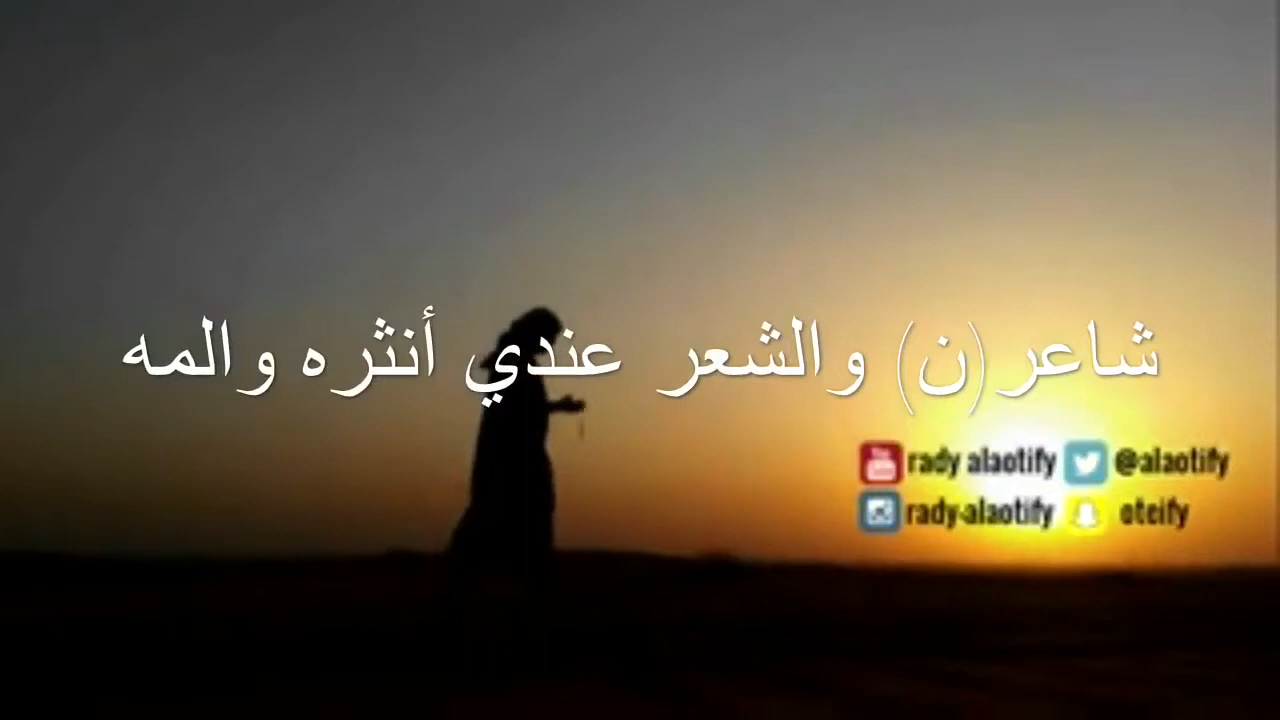 شاعر(ن) والشعر عندي أنثره والمه
rady alaotify @alaotify
rady-alaotify oteify